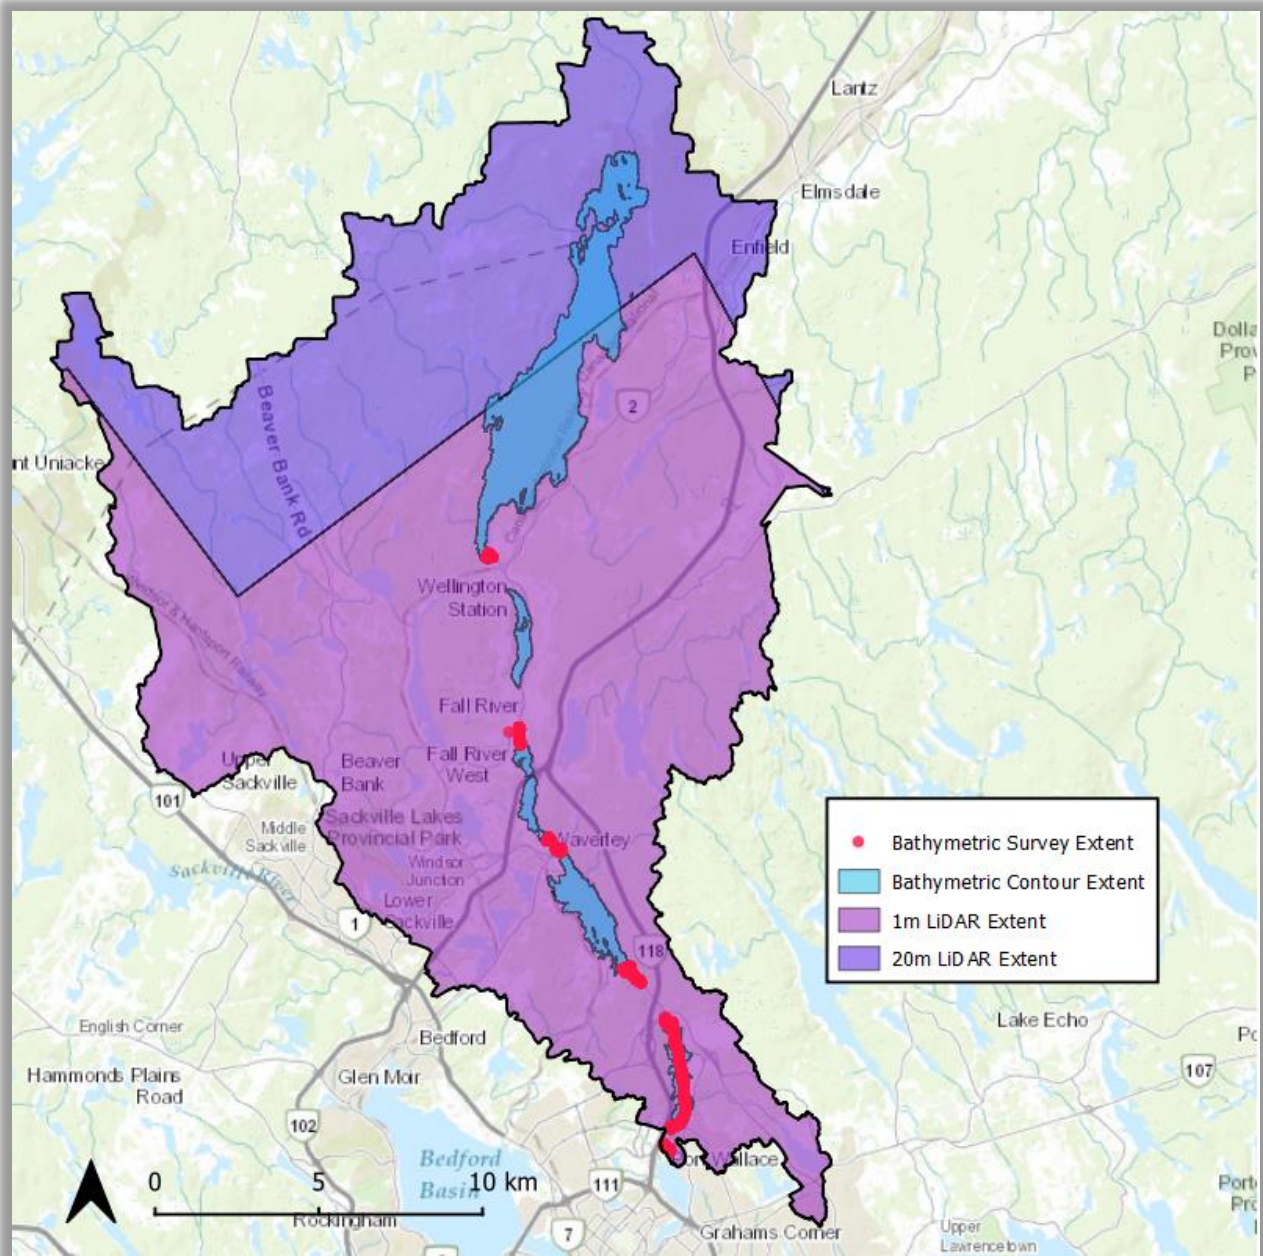 Lantz
Elmsdale
Enfield
Dolla
Prov
P
2
Beaver Bank Rd
nt Uniacke
Wellington
Station
Fall River
Fall River
West
Upper
Sackville
Beaver
Bank
101
Sackville Lakes
Provincial Park
Middle
Sackville
Waverley
Windsor
Junction
Sackville River
Lower
Sackville
1
118
Bathymetric Survey Extent
Bathymetric Contour Extent
1m LiDAR Extent
20m LiDAR Extent
English Corner
Bedford
Lake Echo
Po
Hammonds Plains
Road
Glen Moir
107
102
Bedford
Basin
Fort Wallace
111
Porte
Pro
0 5 10 km
Rockingham
7
Grahams Corner
Upper
Lawrencetown